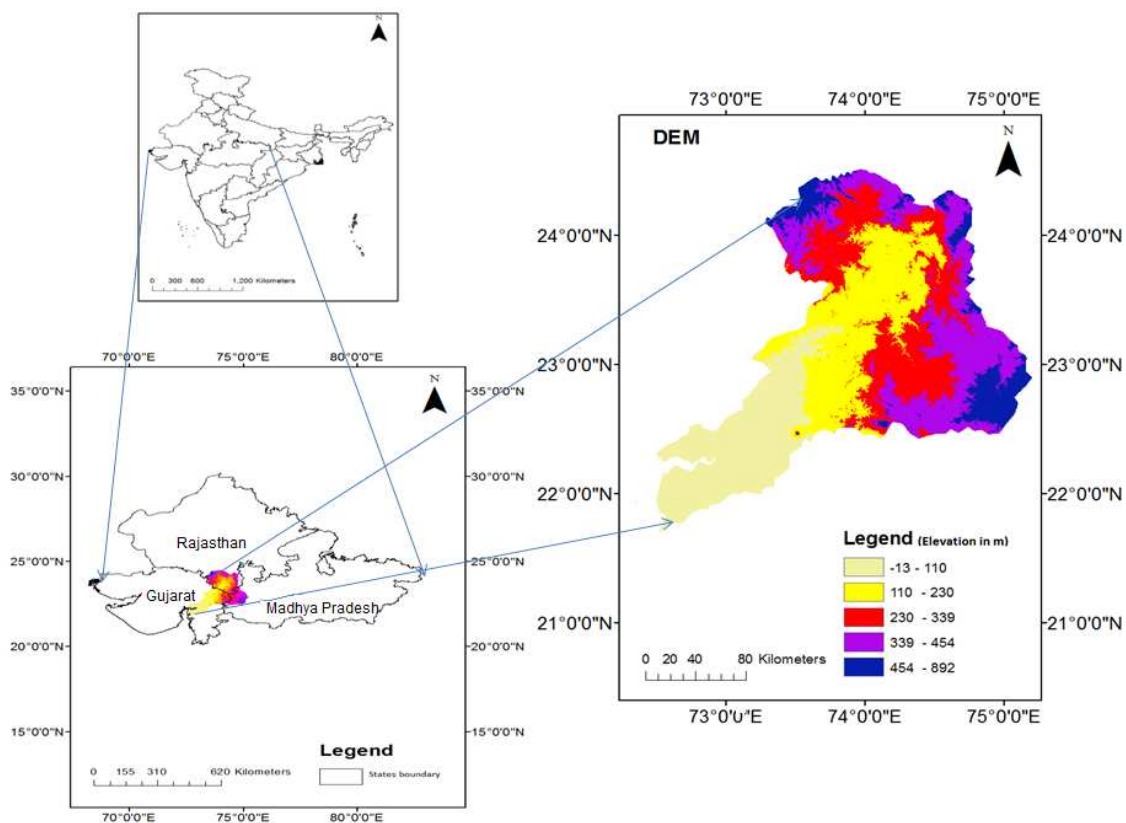 N
0 300 600 1,200 Kilometers
70°0'0"E 75°0'0"E 80°0'0"E
N
35°0'0"N 35°0'0"N
30°0'0"N 30°0'0"N
Rajasthan
25°0'0"N 25°0'0"N
Gujarat
Madhya Pradesh
20°0'0"N 20°0'0"N
15°0'0"N 15°0'0"N
Legend
0 155 310 620 Kilometers
States boundary
70°0'0"E 75°0'0"E 80°0'0"E
73°0'0"E 74°0'0"E 75°0'0"E
DEM
N
24°0'0"N 24°0'0"N
23°0'0"N 23°0'0"N
22°0'0"N 22°0'0"N
Legend (Elevation in m)
-13 - 110
110 - 230
21°0'0"N 21°0'0"N
230 - 339
339 - 454
0 20 40 80 Kilometers
454 - 892
74°0'0"E 75°0'0"E